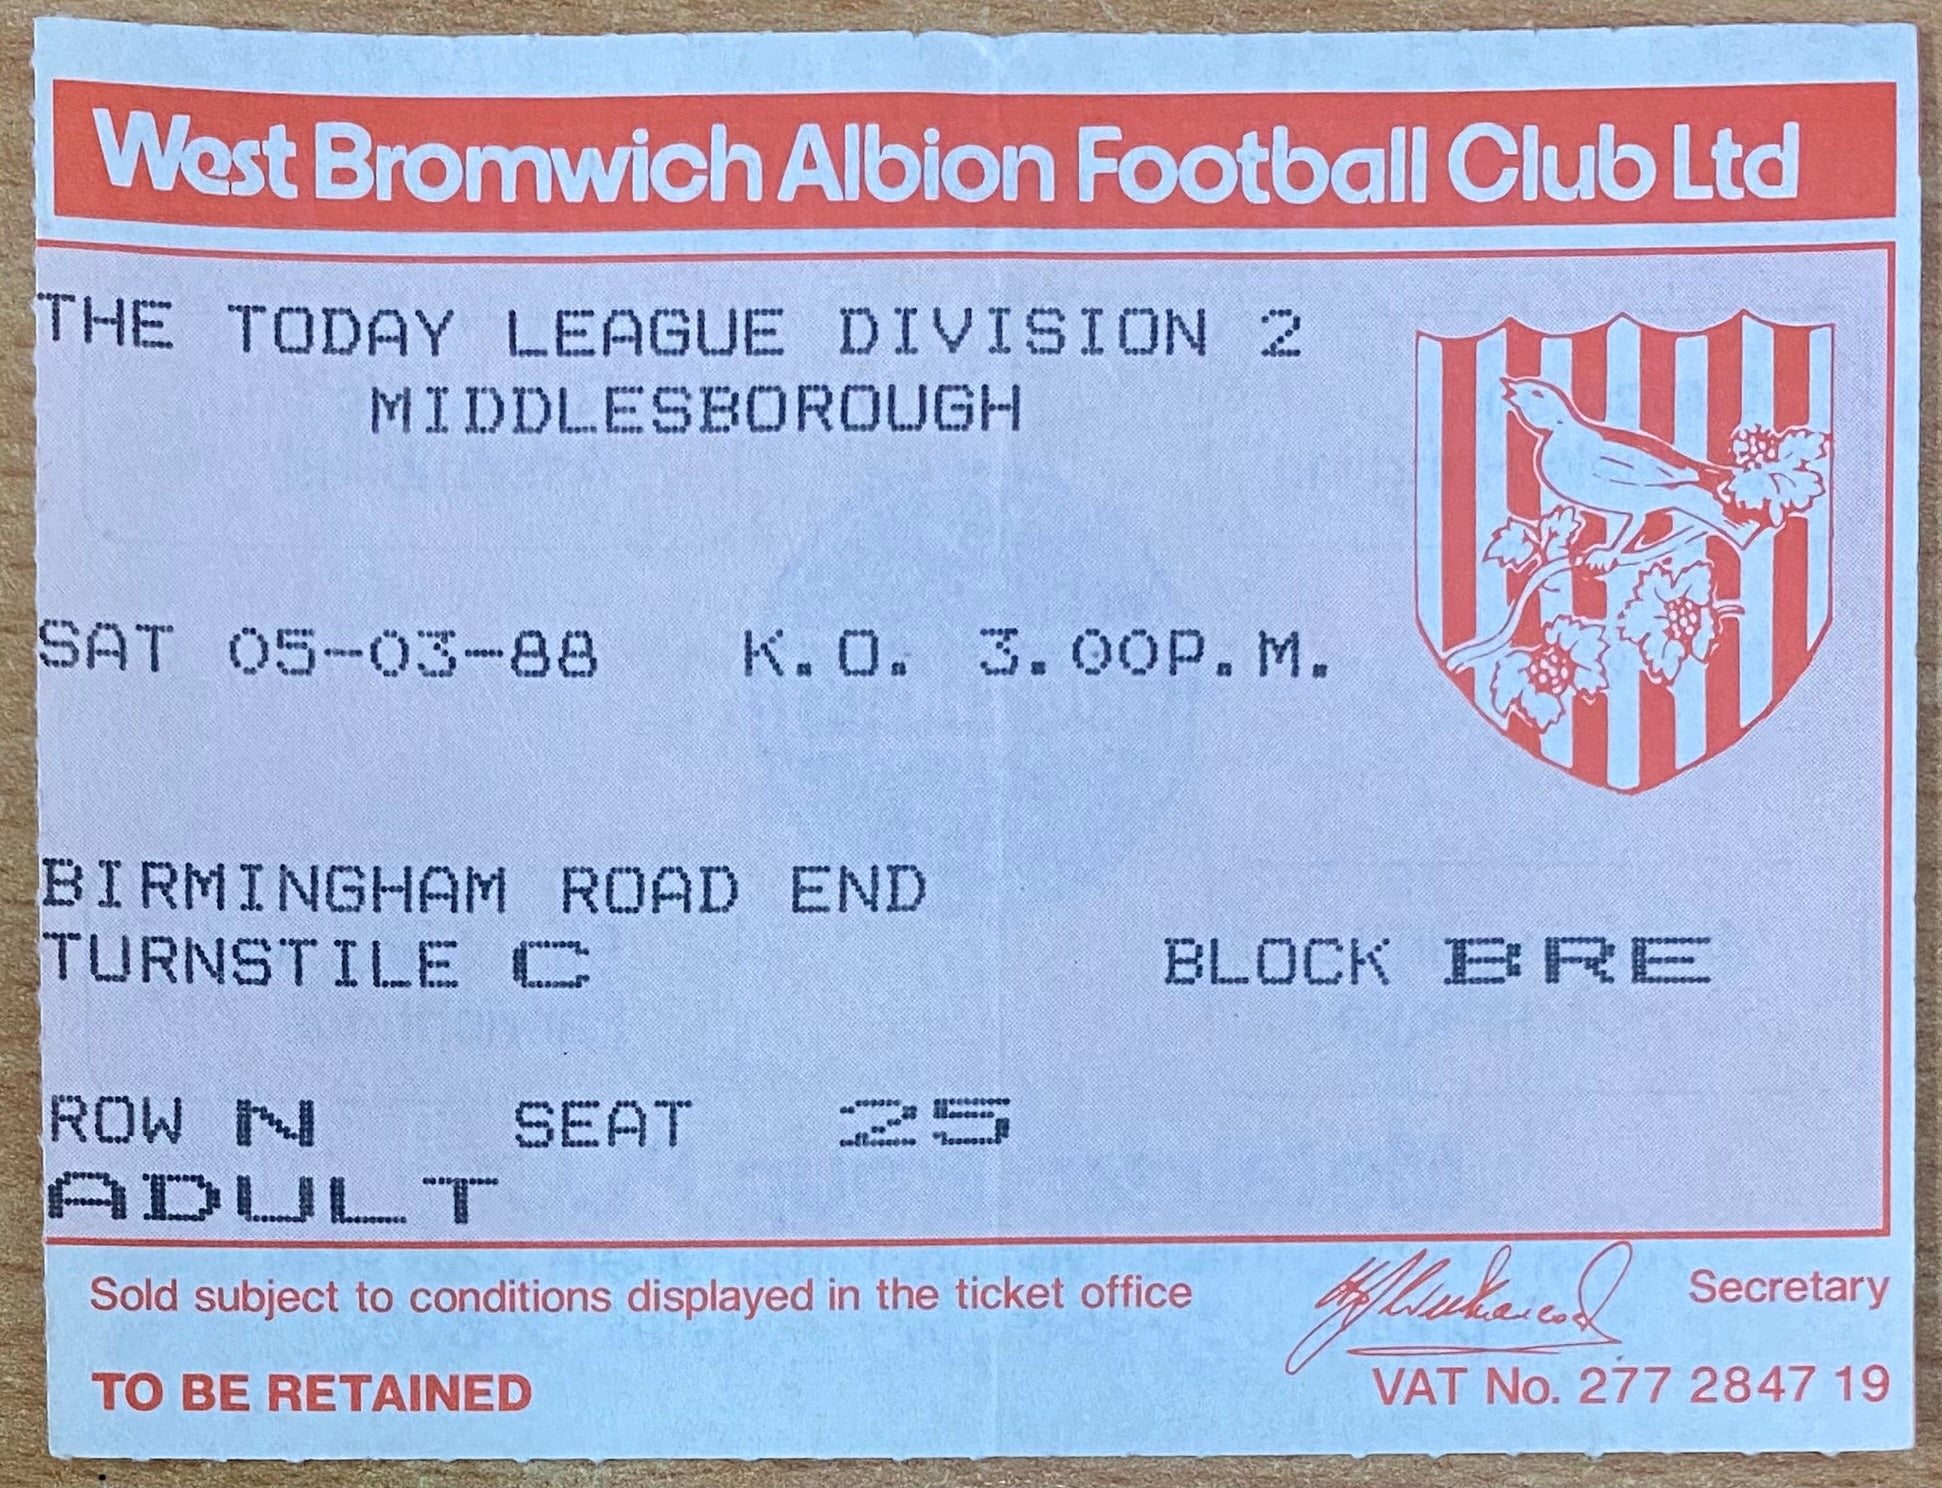 West Bromwich Albion Football Club Ltd
THE TODAY LEAGUE DIVISION 2
MIDDLESBOROUGH
SAT 05-03-88 K.O. 3.00P.M.
BIRMINGHAM ROAD END
TURNSTILE C BLOCK BRE
ROW N SEAT 25
ADULT
Sold subject to conditions displayed in the ticket office Secretary
TO BE RETAINED VAT No. 277 2847 19